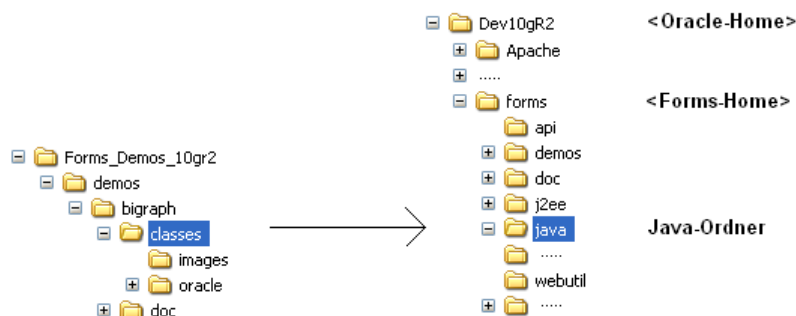 Dev10gR2 <Oracle-Home>
Apache
.....
forms <Forms-Home>
api
Forms_Demos_10gr2 demos
demos doc
bigraph j2ee
classes java Java-Ordner
images .....
oracle webutil
doc .....